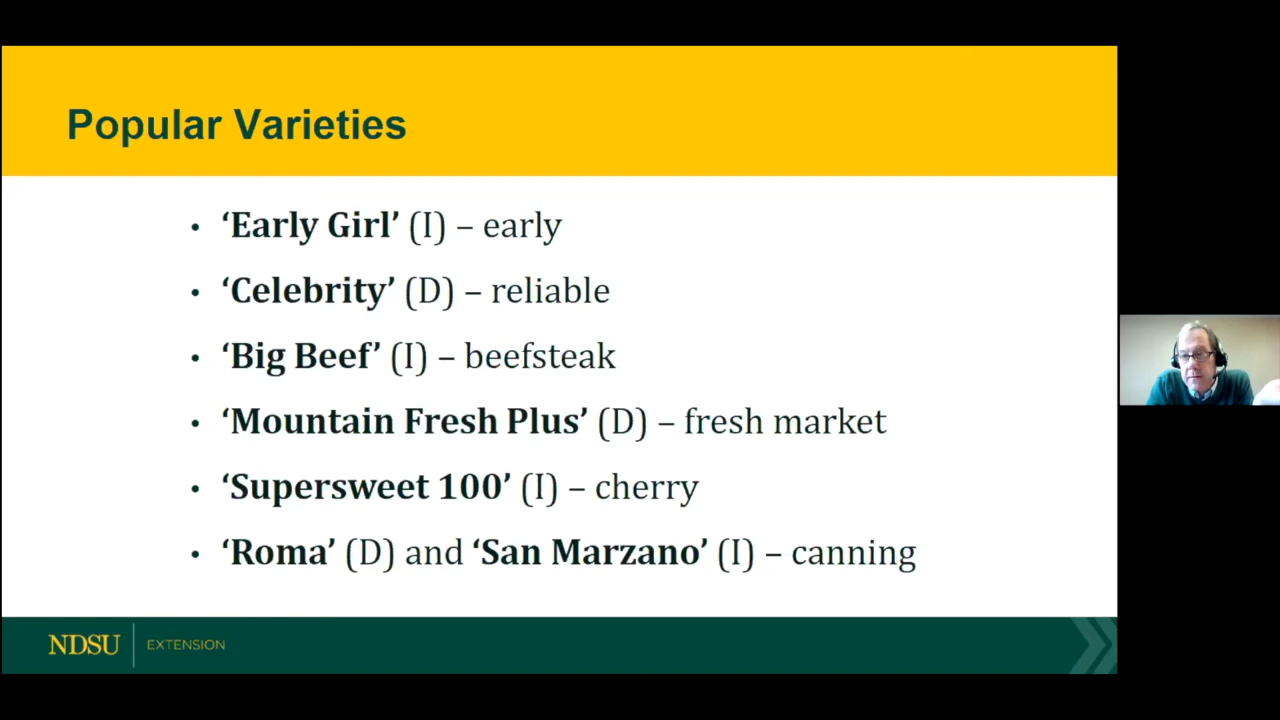 Popular Varieties
• ‘Early Girl’ (I) – early
• ‘Celebrity’ (D) – reliable
• ‘Big Beef’ (I) – beefsteak
• ‘Mountain Fresh Plus’ (D) – fresh market
• ‘Supersweet 100’ (I) – cherry
• ‘Roma’ (D) and ‘San Marzano’ (I) – canning
NDSU EXTENSION